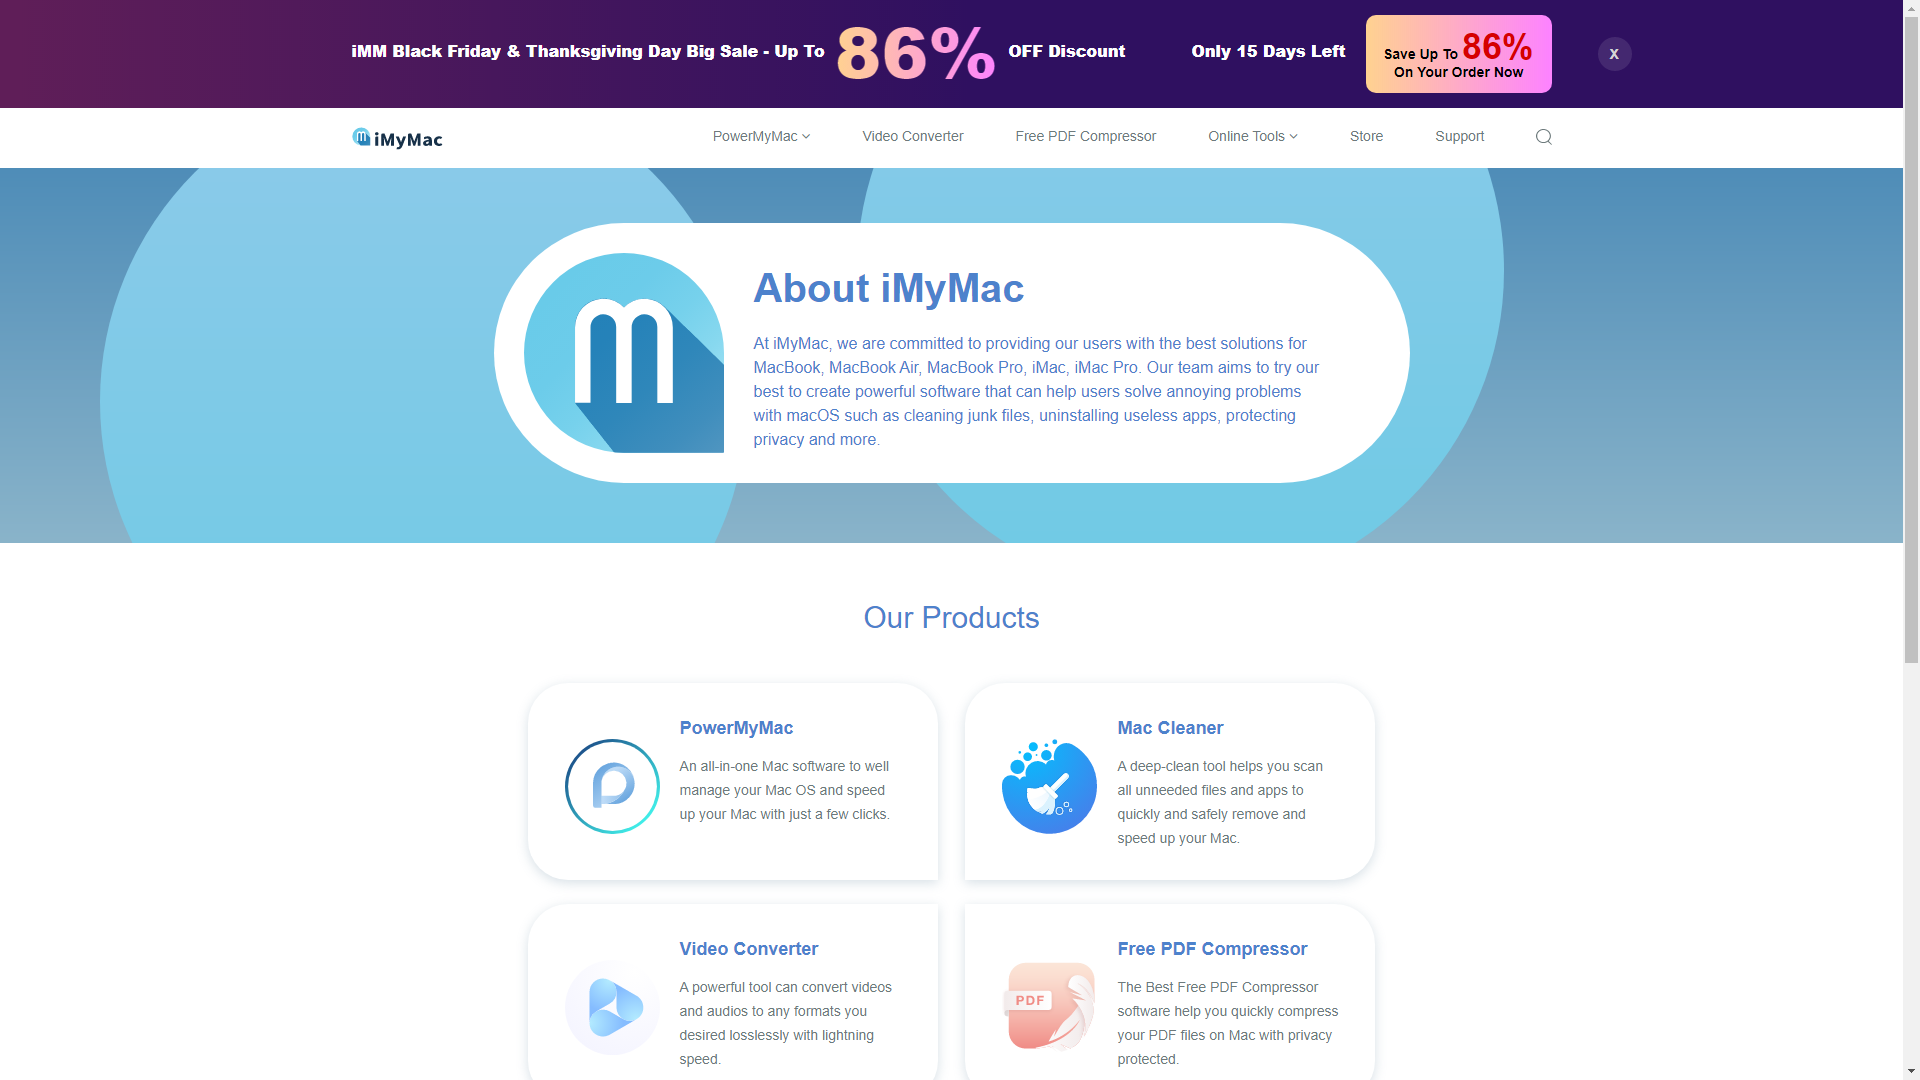 iMM Black Friday & Thanksgiving Day Big Sale - Up To 86% OFF Discount
Only 15 Days Left
Save Up To 86%
On Your Order Now
X
iMyMac
PowerMyMac
Video Converter
Free PDF Compressor
Online Tools
Store
Support
About iMyMac
At iMyMac, we are committed to providing our users with the best solutions for
MacBook, MacBook Air, MacBook Pro, iMac, iMac Pro. Our team aims to try our
best to create powerful software that can help users solve annoying problems
with macOS such as cleaning junk files, uninstalling useless apps, protecting
privacy and more.
Our Products
PowerMyMac
An all-in-one Mac software to well
manage your Mac OS and speed
up your Mac with just a few clicks.
Mac Cleaner
A deep-clean tool helps you scan
all unneeded files and apps to
quickly and safely remove and
speed up your Mac.
Video Converter
A powerful tool can convert videos
and audios to any formats you
desired losslessly with lightning
speed.
PDF
Free PDF Compressor
The Best Free PDF Compressor
software help you quickly compress
your PDF files on Mac with privacy
protected.